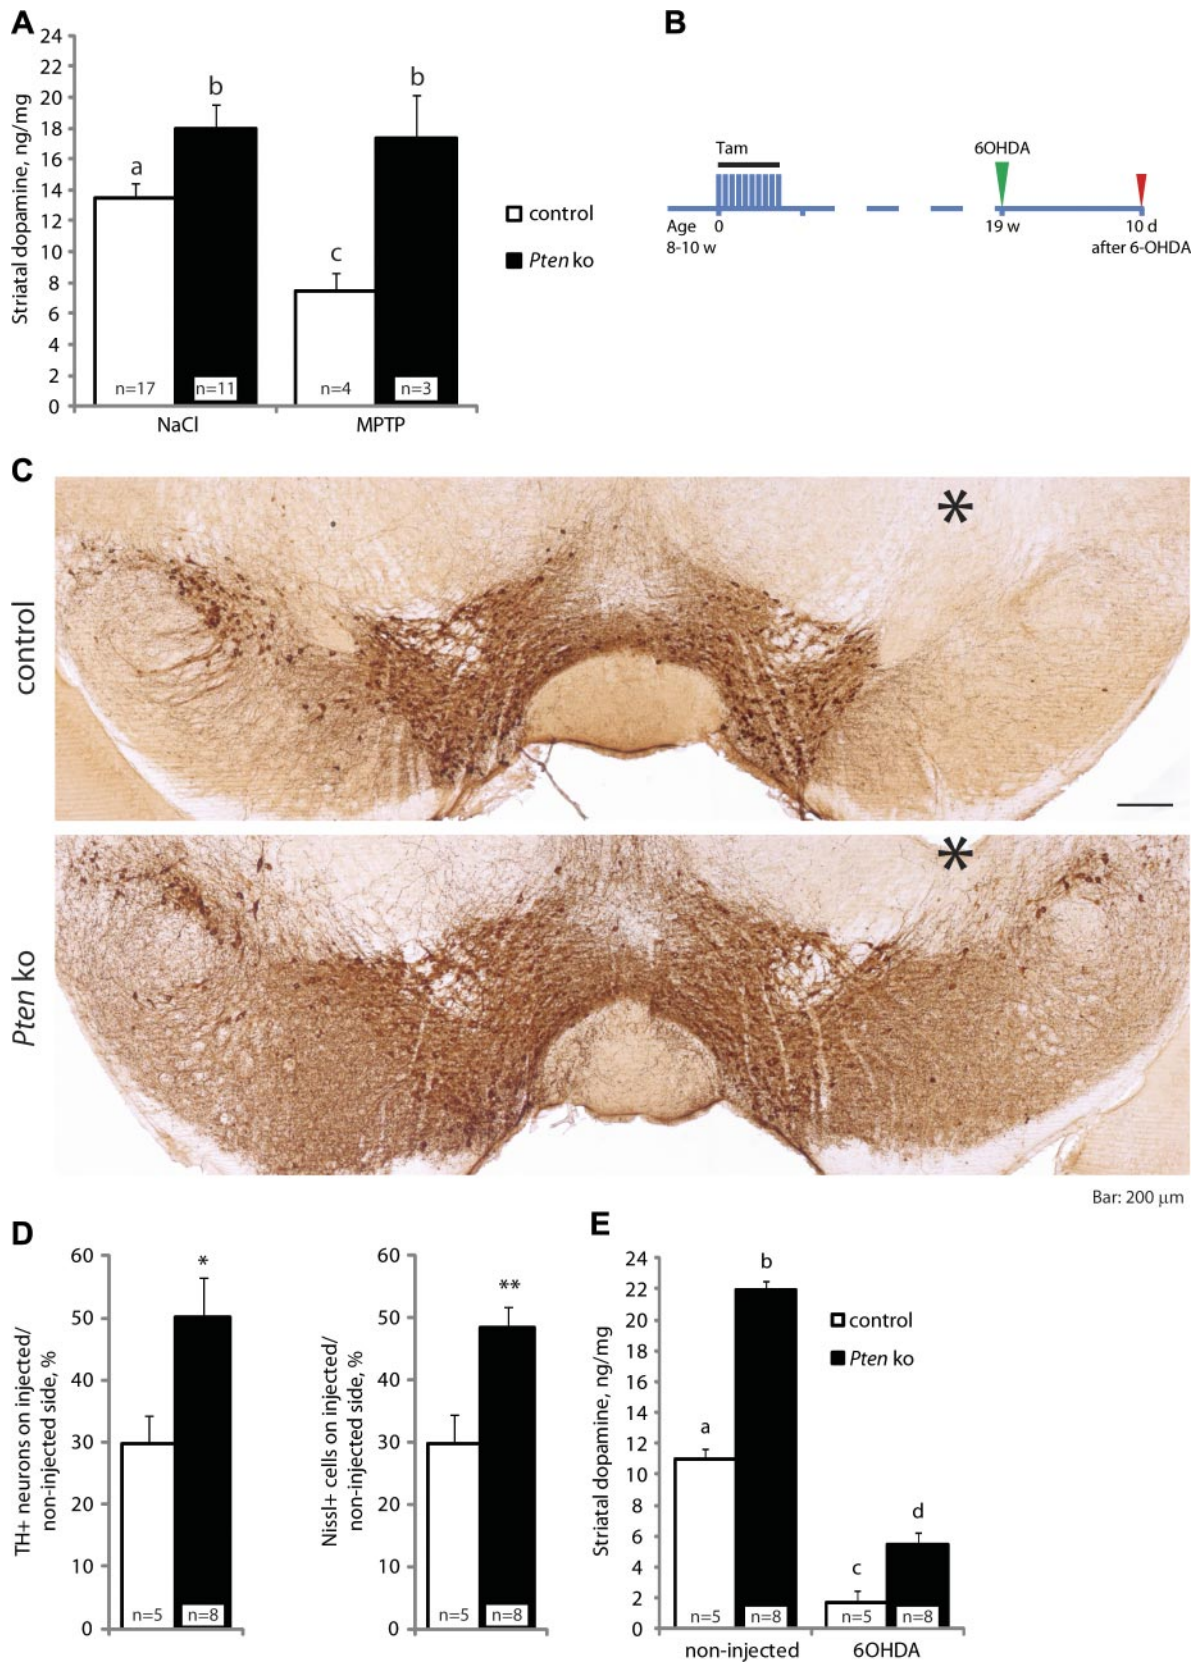 A
Striatal dopamine, ng/mg
24
22
20
18
16
14
12
10
8
6
4
2
0
a
b
c
b
n=17
n=11
n=4
n=3
NaCl
MPTP
control
Pten ko
B
Tam
6OHDA
Age
8-10 w
0
19 w
10 d
after 6-OHDA
C
control
*
Pten ko
*
Bar: 200 μm
D
TH+ neurons on injected/
non-injected side, %
60
50
40
30
20
10
0
*
n=5
n=8
Nissl+ cells on injected/
non-injected side, %
60
50
40
30
20
10
0
**
n=5
n=8
E
Striatal dopamine, ng/mg
24
22
20
18
16
14
12
10
8
6
4
2
0
a
b
c
d
n=5
n=8
n=5
n=8
non-injected
6OHDA
control
Pten ko